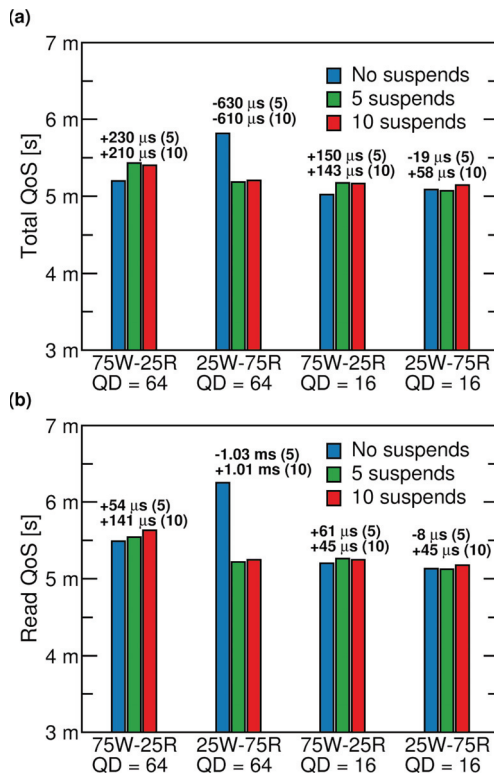 (a)
7 m
6 m
5 m
4 m
3 m
Total QoS [s]
No suspends
5 suspends
10 suspends
+230 μs (5)
+210 μs (10)
-630 μs (5)
-610 μs (10)
+150 μs (5)
+143 μs (10)
-19 μs (5)
+58 μs (10)
75W-25R 25W-75R 75W-25R 25W-75R
QD = 64 QD = 64 QD = 16 QD = 16
(b)
7 m
6 m
5 m
4 m
3 m
Read QoS [s]
No suspends
5 suspends
10 suspends
+54 μs (5)
+141 μs (10)
-1.03 ms (5)
+1.01 ms (10)
+61 μs (5)
+45 μs (10)
-8 μs (5)
+45 μs (10)
75W-25R 25W-75R 75W-25R 25W-75R
QD = 64 QD = 64 QD = 16 QD = 16